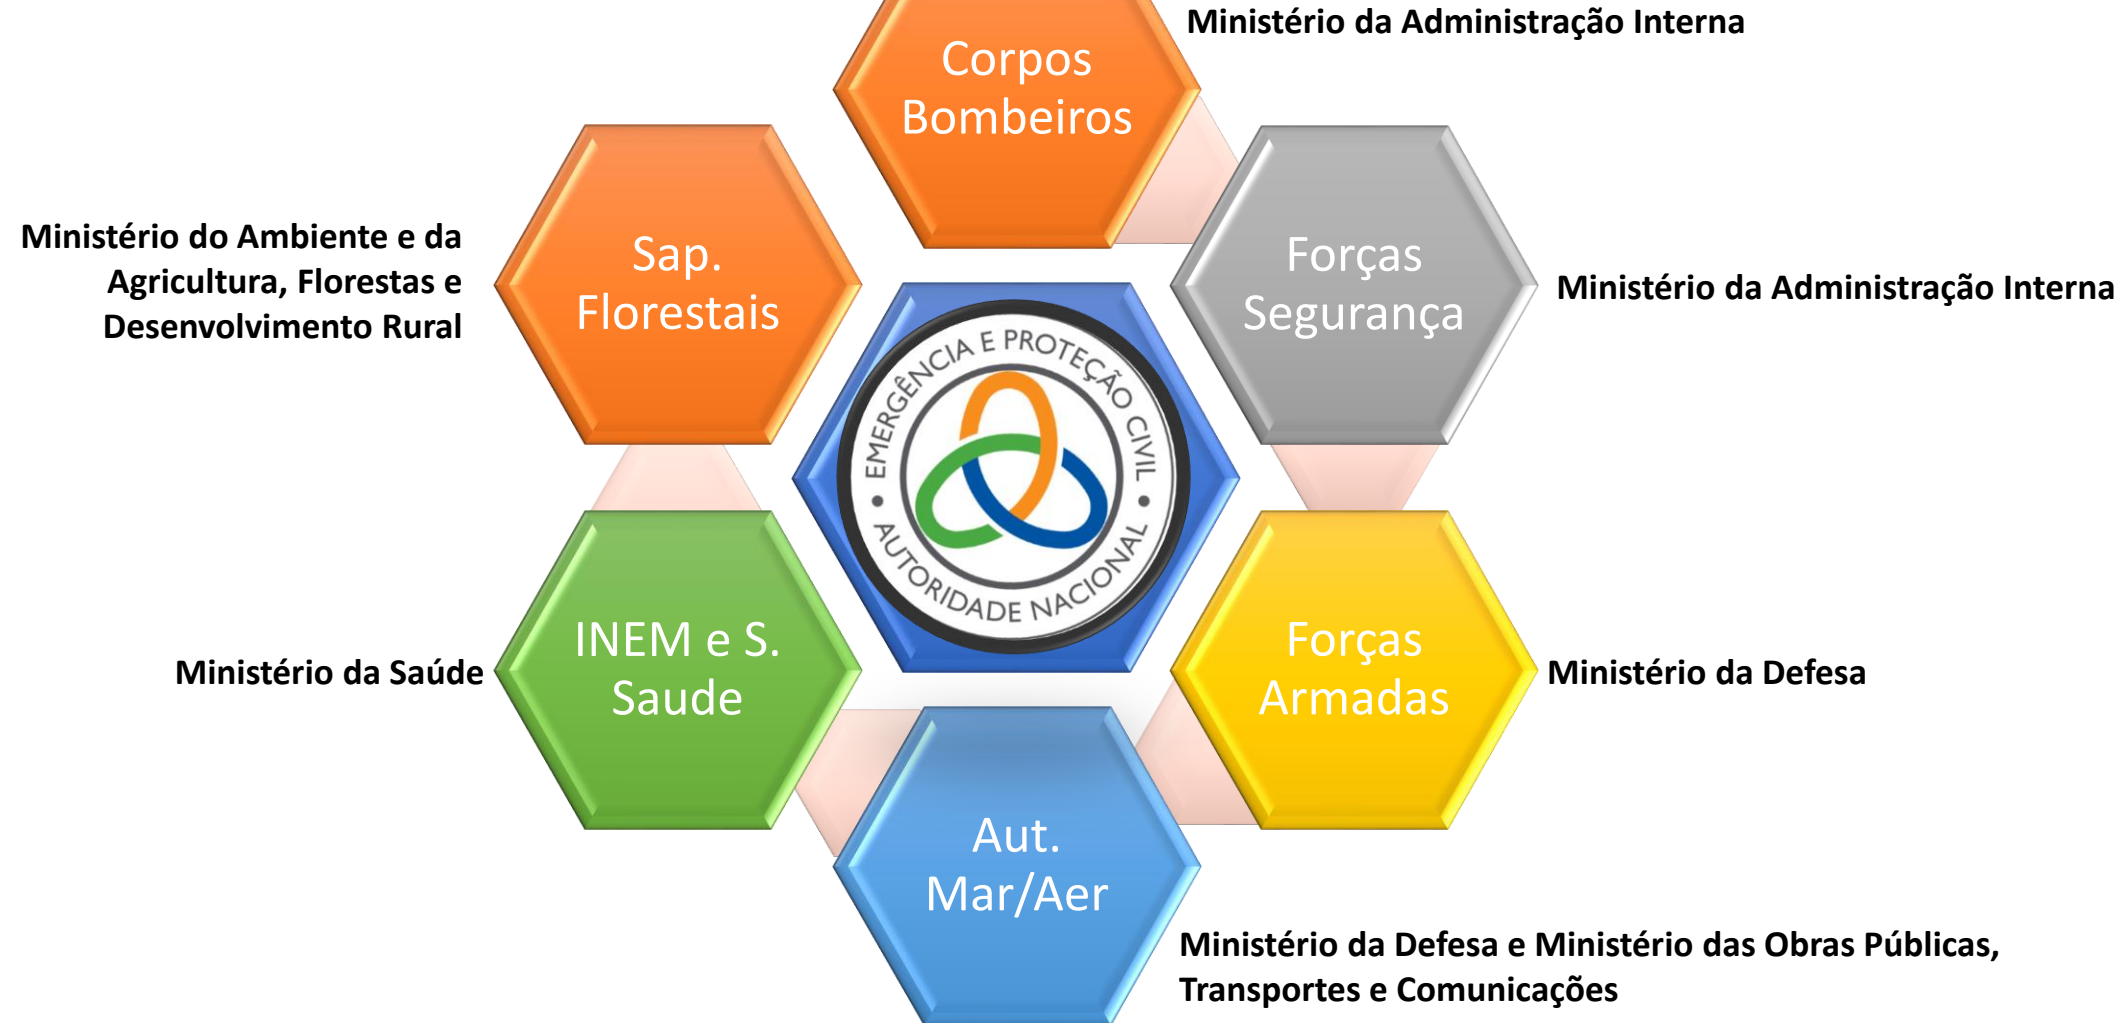 Ministério da Administração Interna
Corpos
Bombeiros
Ministério do Ambiente e da
Agricultura, Florestas e
Desenvolvimento Rural
Sap.
Florestais
Forças
Segurança
Ministério da Administração Interna
EMERGÊNCIA E PROTEÇÃO CIVIL
AUTORIDADE NACIONAL
Ministério da Saúde
INEM e S.
Saude
Forças
Armadas
Ministério da Defesa
Aut.
Mar/Aer
Ministério da Defesa e Ministério das Obras Públicas,
Transportes e Comunicações